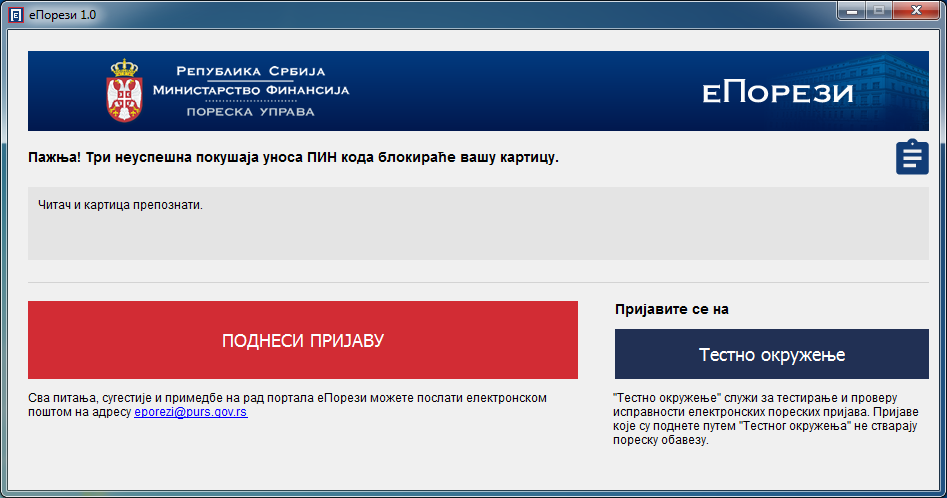 еПорези 1.0
Република Србија
Министарство Финансија
ПОРЕСКА УПРАВА
еПорези
Пажња! Три неуспешна покушаја уноса ПИН кода блокираће вашу картицу.
Читач и картица препознати.
ПОДНЕСИ ПРИЈАВУ
Пријавите се на
Тестно окружење
Сва питања, сугестије и примедбе на рад портала еПорези можете послати електронском
поштом на адресу eporezi@purs.gov.rs
"Тестно окружење" служи за тестирање и проверу
исправности електронских пореских пријава. Пријаве
које су поднете путем "Тестног окружења" не стварају
пореску обавезу.